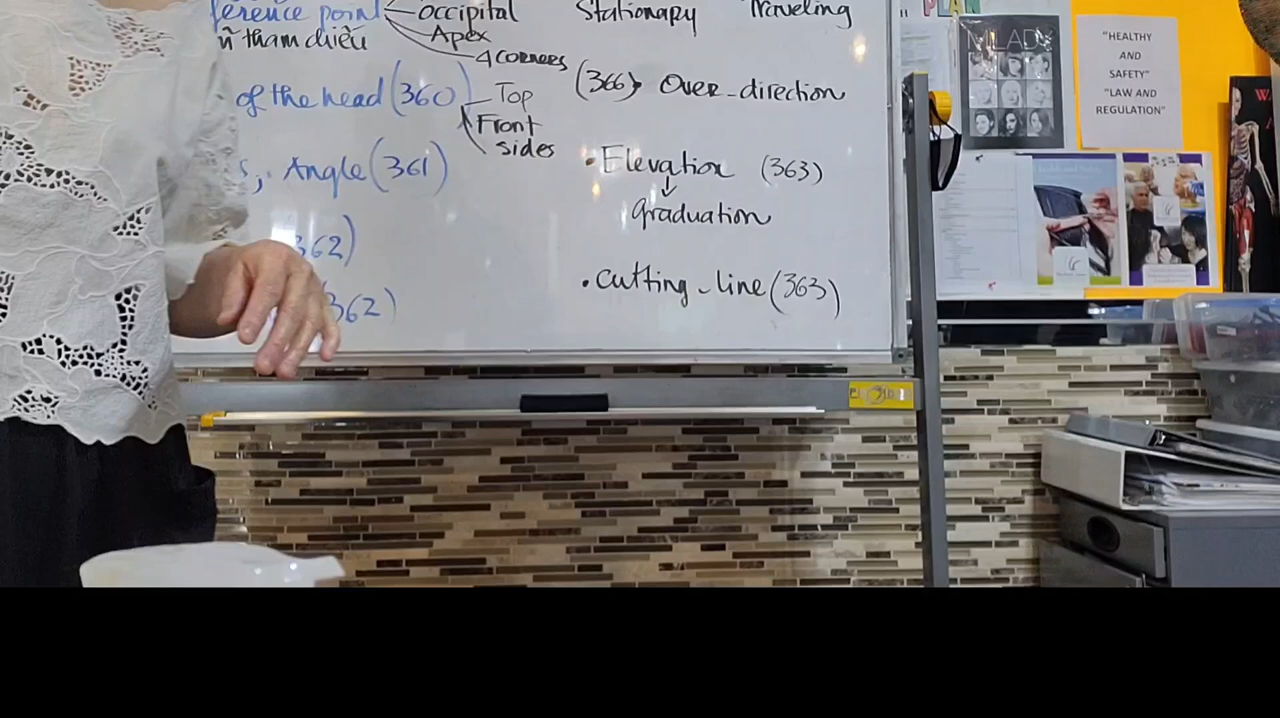 ference point occipital
Apex
4 corners
tham chiếu
of the head (360) Top
Front
sides
s, Angle (361)
362)
362)
Stationary Traveling
(366) Over-direction
• Elevation (363)
graduation
• cutting-line (363)
PLAN
MILADY
"HEALTHY
AND
SAFETY"
"LAW AND
REGULATION"